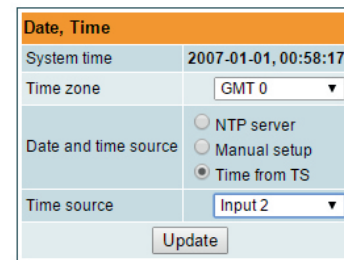 Date, Time
System time 2007-01-01, 00:58:17
Time zone GMT 0
NTP server
Date and time source Manual setup
Time from TS
Time source Input 2
Update